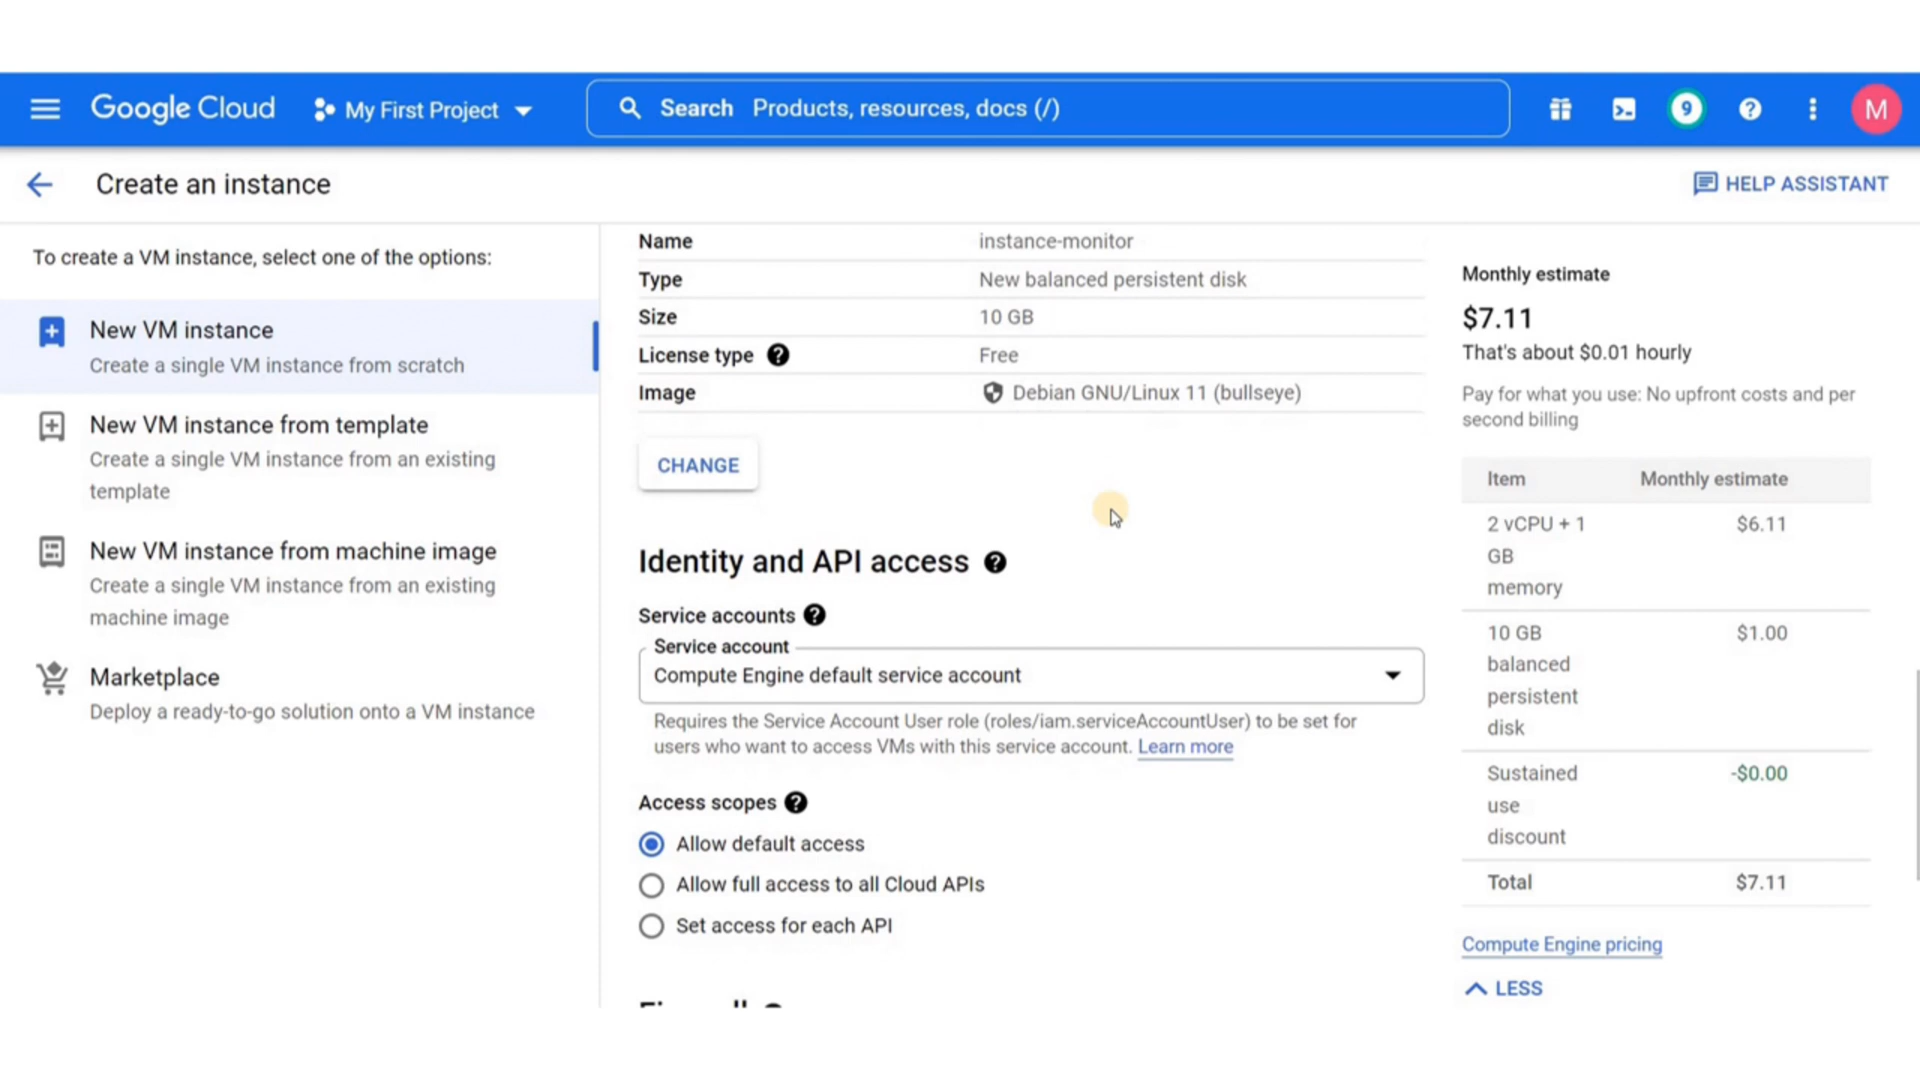 Google Cloud
My First Project
Search Products, resources, docs (/)
9
M
Create an instance
HELP ASSISTANT
To create a VM instance, select one of the options:
New VM instance
Create a single VM instance from scratch
New VM instance from template
Create a single VM instance from an existing
template
New VM instance from machine image
Create a single VM instance from an existing
machine image
Marketplace
Deploy a ready-to-go solution onto a VM instance
Name instance-monitor
Type New balanced persistent disk
Size 10 GB
License type Free
Image Debian GNU/Linux 11 (bullseye)
CHANGE
Identity and API access
Service accounts
Service account
Compute Engine default service account
Requires the Service Account User role (roles/iam.serviceAccountUser) to be set for
users who want to access VMs with this service account. Learn more
Access scopes
Allow default access
Allow full access to all Cloud APIs
Set access for each API
Monthly estimate
$7.11
That's about $0.01 hourly
Pay for what you use: No upfront costs and per
second billing
Item Monthly estimate
2 vCPU + 1 $6.11
GB
memory
10 GB $1.00
balanced
persistent
disk
Sustained -$0.00
use
discount
Total $7.11
Compute Engine pricing
LESS